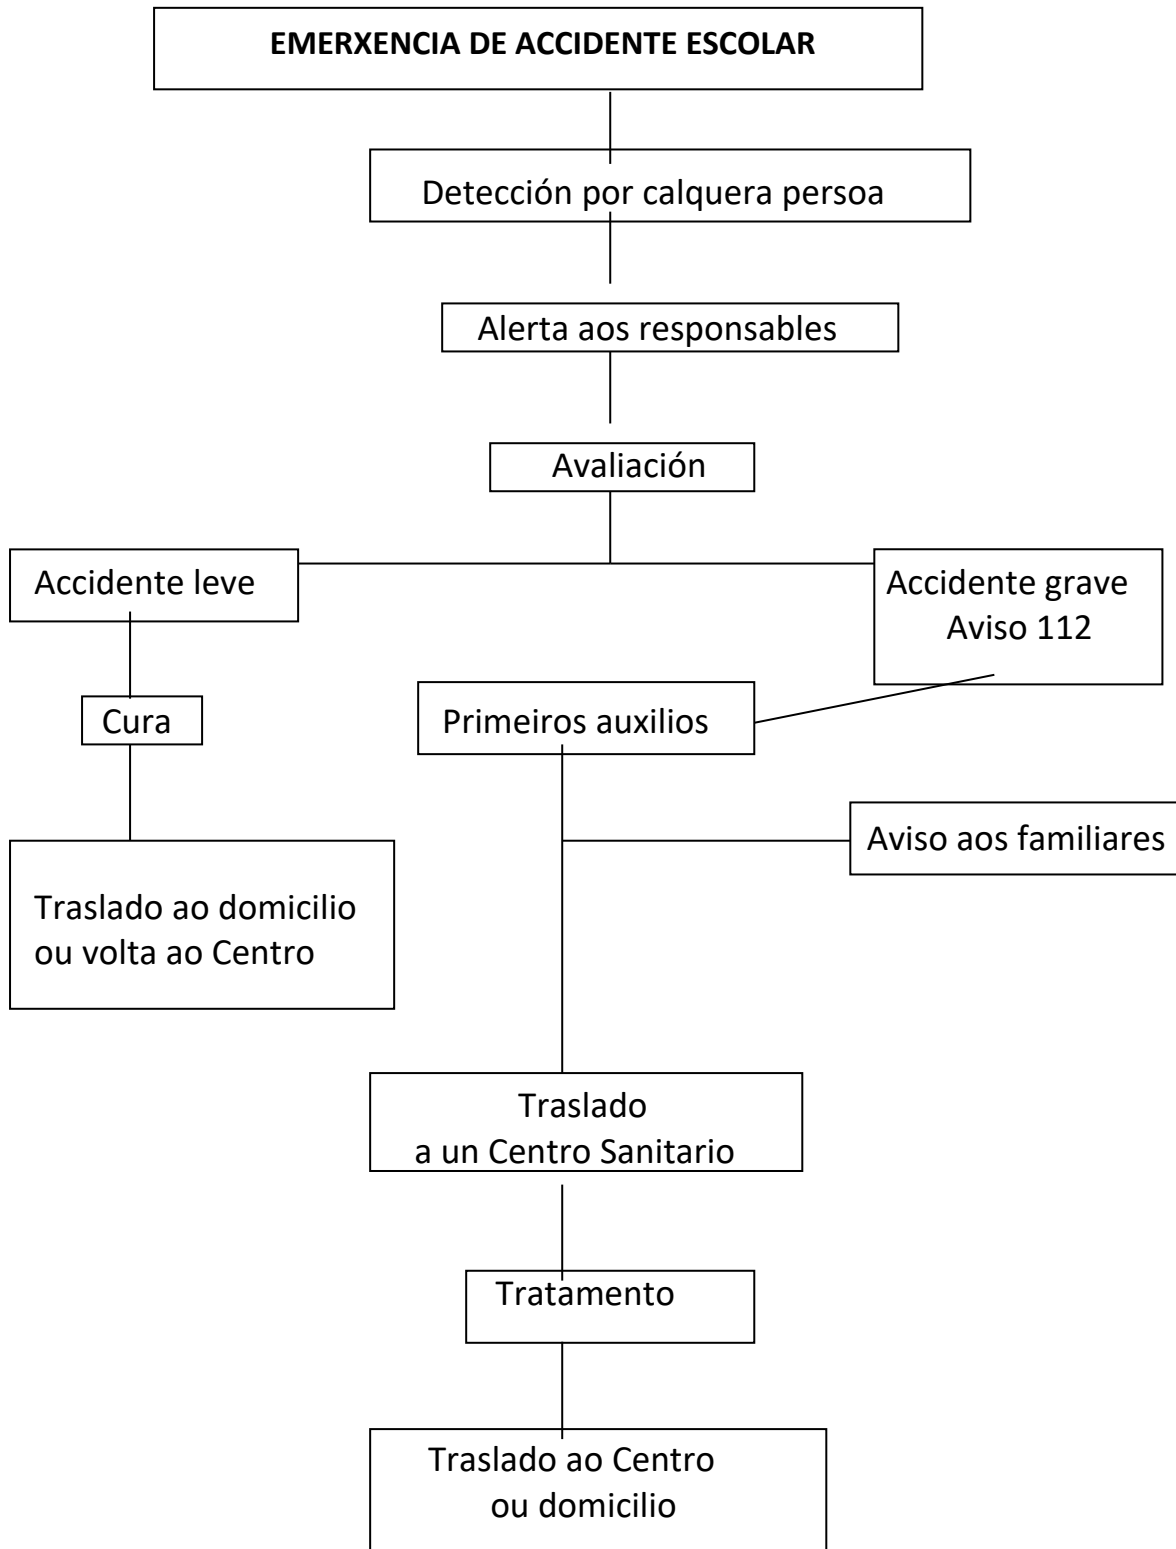 EMERXENCIA DE ACCIDENTE ESCOLAR
Detección por calquera persoa
Alerta aos responsables
Avaliación
Accidente leve
Accidente grave
Aviso 112
Cura
Primeiros auxilios
Aviso aos familiares
Traslado ao domicilio
ou volta ao Centro
Traslado
a un Centro Sanitario
Tratamento
Traslado ao Centro
ou domicilio